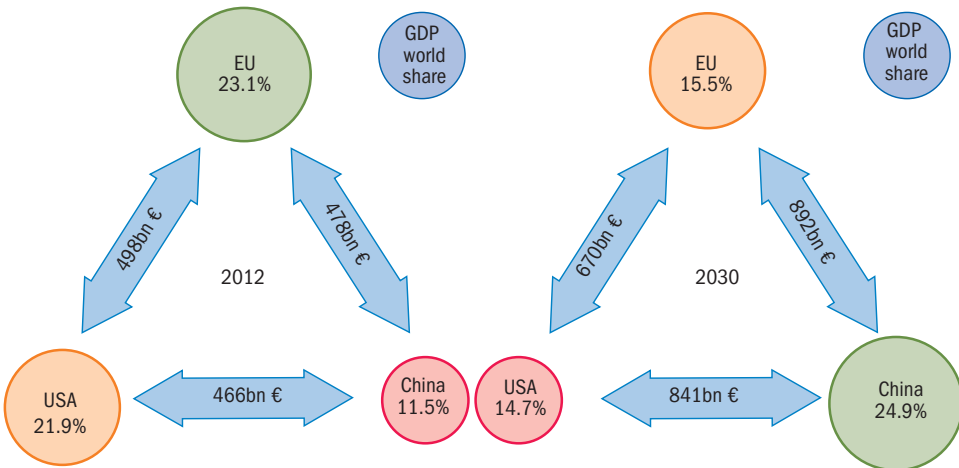 EU
23.1%
GDP
world
share
498bn €
478bn €
2012
USA
21.9%
466bn €
China
11.5%
EU
15.5%
GDP
world
share
670bn €
892bn €
2030
USA
14.7%
841bn €
China
24.9%